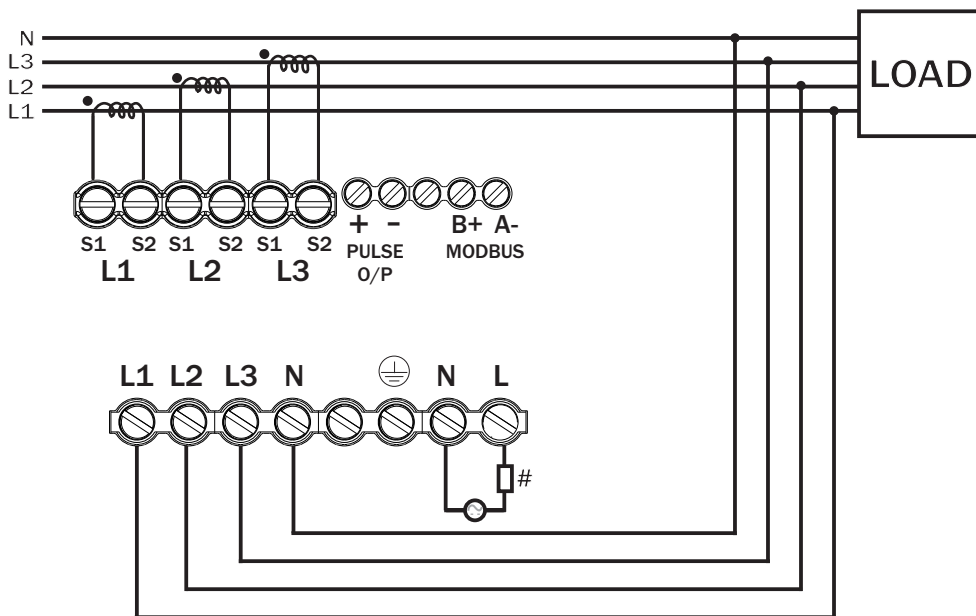 N
L3
L2
L1
LOAD
S1 S2 S1 S2 S1 S2
L1 L2 L3
+ - B+ A-
PULSE MODBUS
O/P
L1 L2 L3 N N L
#